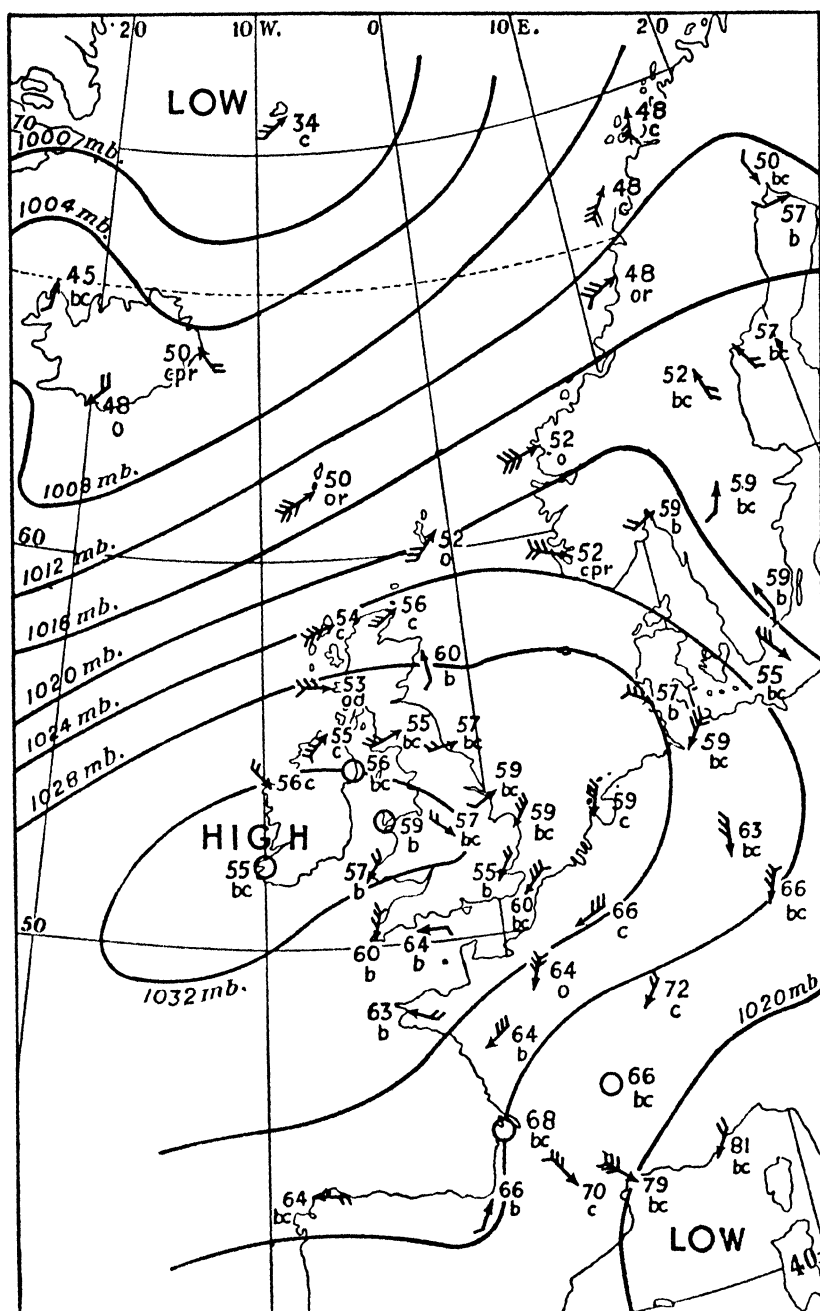 20 10 W. 0 10 E. 20
LOW
34
c
48
c
70
1000 mb.
50
bc
48
c
57
b
1004 mb.
45
bc
48
or
50
cpr
57
bc
52
bc
48
o
52
o
1008 mb.
50
or
59
bc
59
b
60
52
o
52
cpr
1012 mb.
59
b
1016 mb.
54
c
56
c
60
b
55
bc
1020 mb.
53
od
57
b
1024 mb.
55
c
55
bc
57
bc
59
bc
1028 mb.
56 c
56
bc
59
bc
59
bc
59
c
HIGH
59
b
57
bc
63
bc
55
bc
57
b
55
b
60
bc
66
bc
50
66
c
60
b
64
b
64
o
1032 mb.
72
c
1020 mb
63
b
64
b
66
bc
68
bc
81
bc
64
bc
66
b
70
c
79
bc
LOW
40